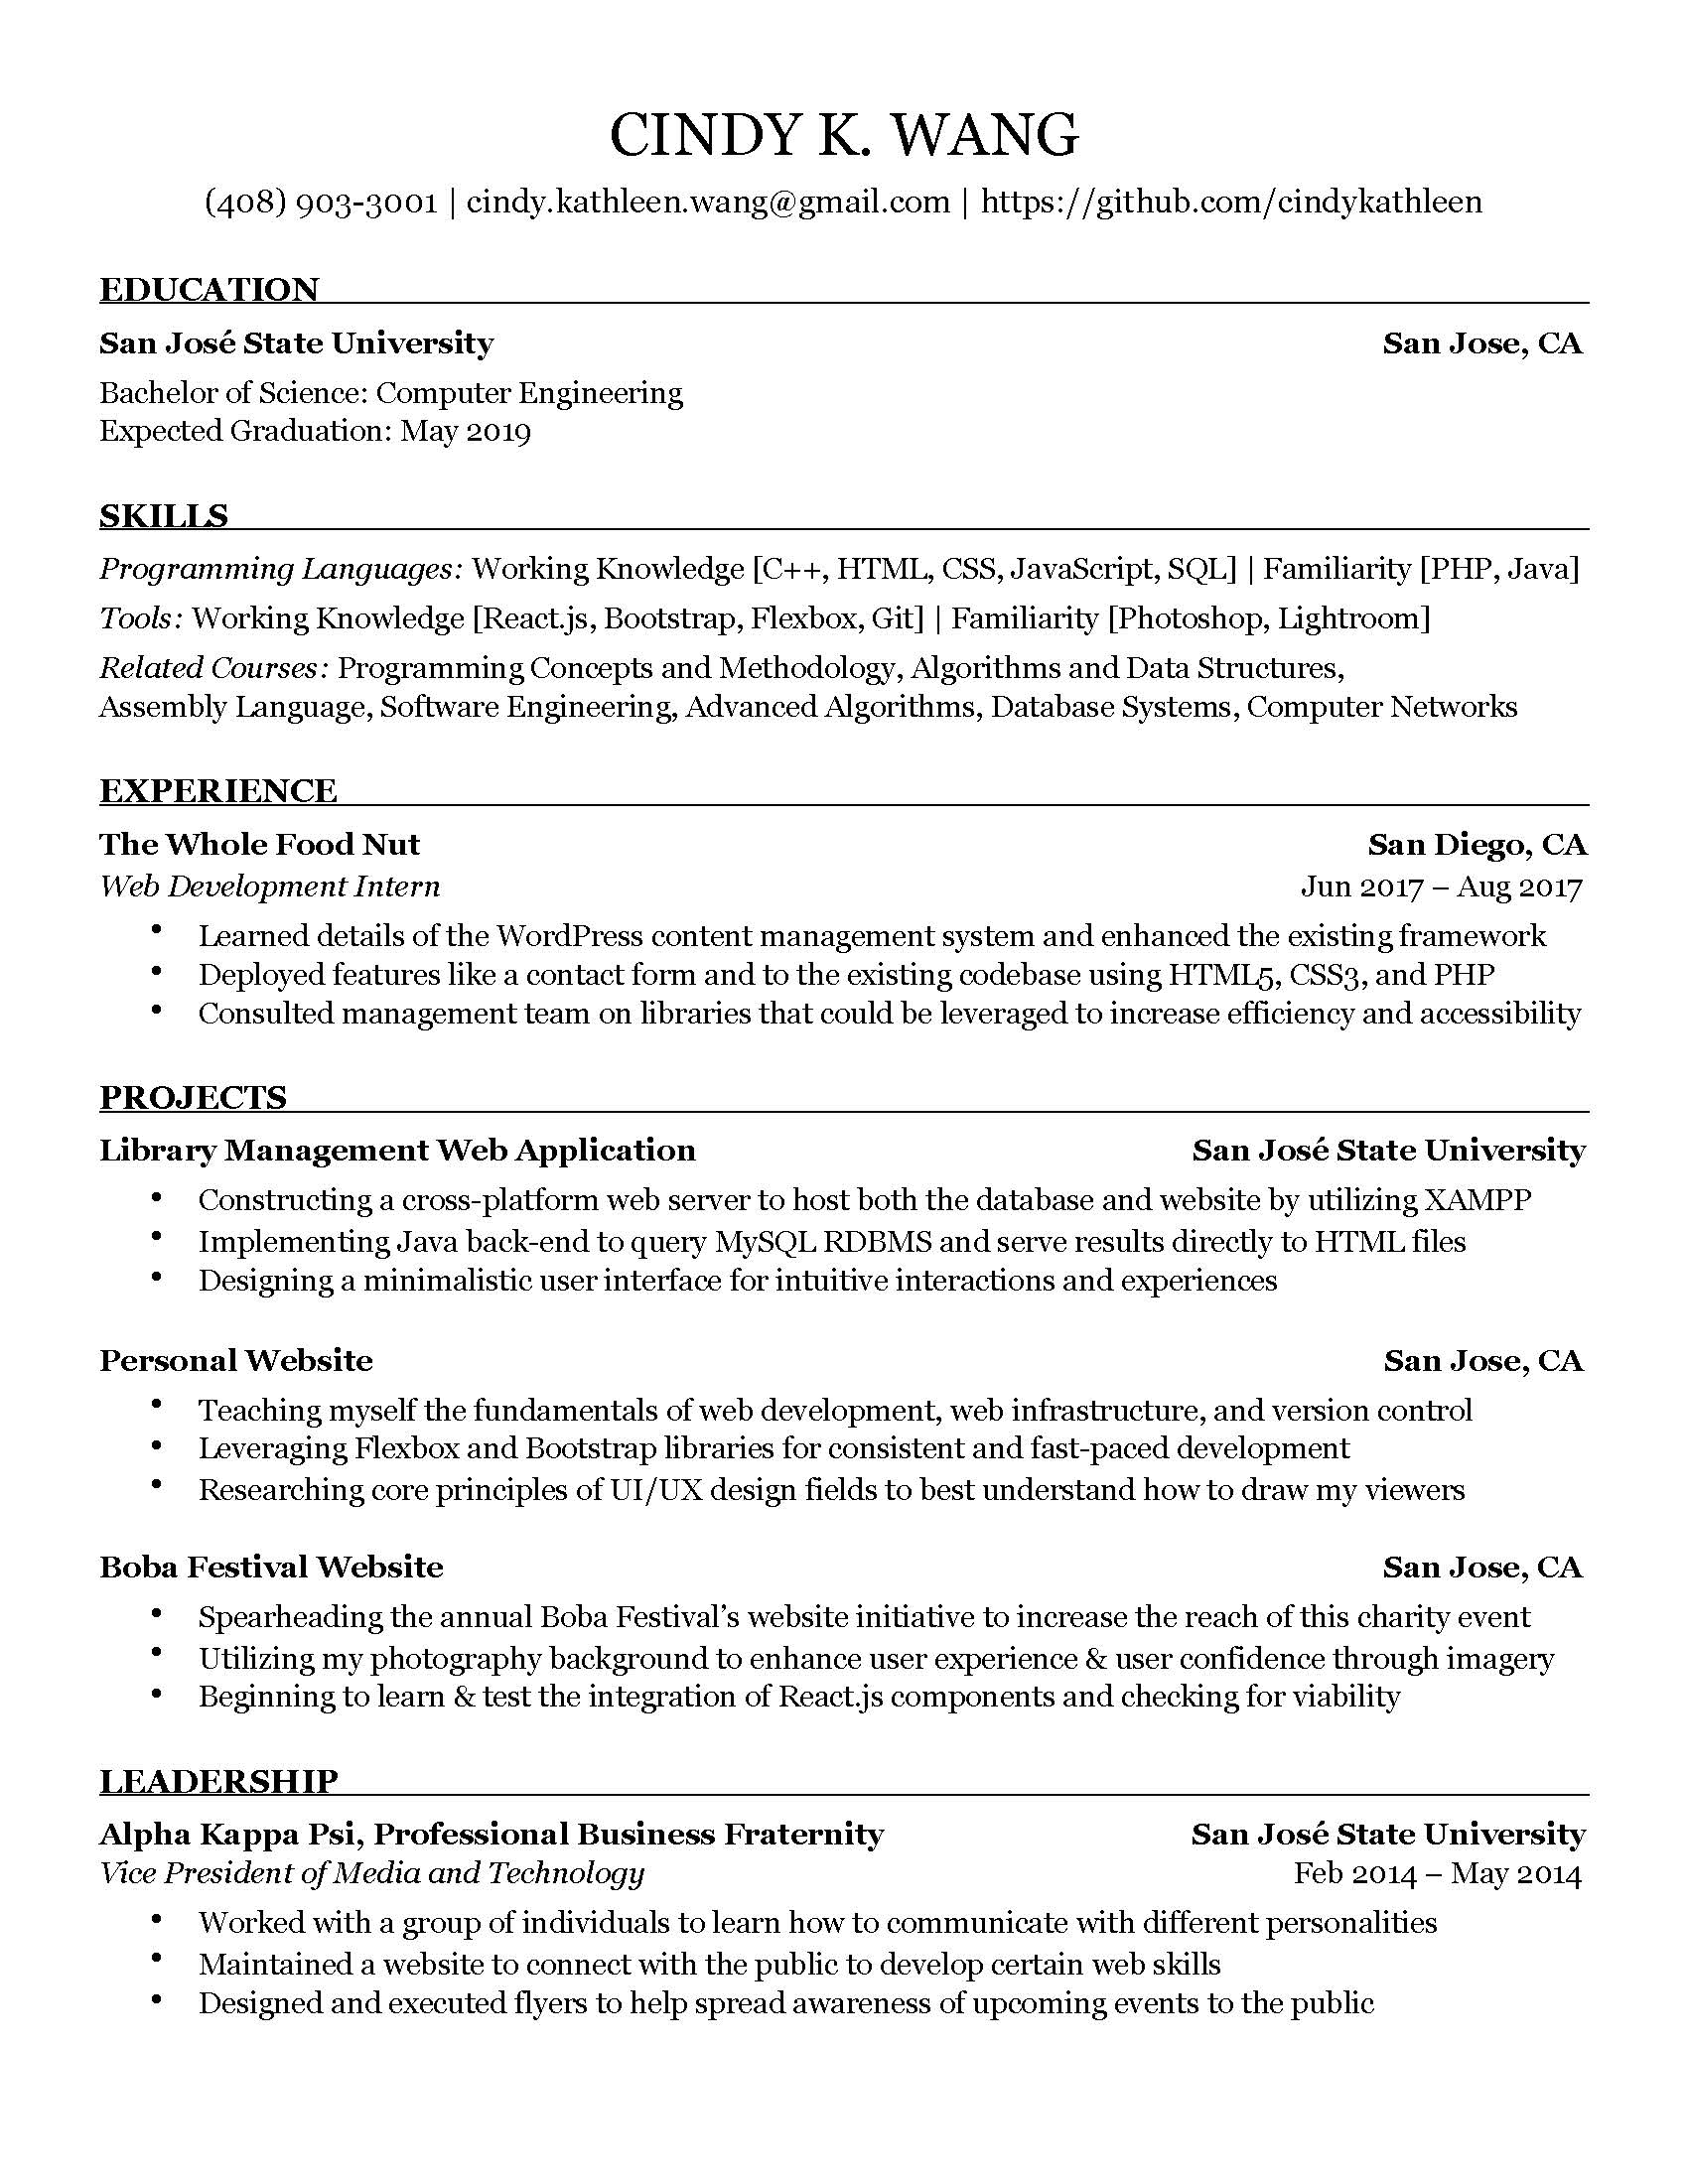 CINDY K. WANG
(408) 903-3001 | cindy.kathleen.wang@gmail.com | https://github.com/cindykathleen
EDUCATION
San José State University San Jose, CA
Bachelor of Science: Computer Engineering
Expected Graduation: May 2019
SKILLS
Programming Languages: Working Knowledge [C++, HTML, CSS, JavaScript, SQL] | Familiarity [PHP, Java]
Tools: Working Knowledge [React.js, Bootstrap, Flexbox, Git] | Familiarity [Photoshop, Lightroom]
Related Courses: Programming Concepts and Methodology, Algorithms and Data Structures,
Assembly Language, Software Engineering, Advanced Algorithms, Database Systems, Computer Networks
EXPERIENCE
The Whole Food Nut San Diego, CA
Web Development Intern Jun 2017 – Aug 2017
• Learned details of the WordPress content management system and enhanced the existing framework
• Deployed features like a contact form and to the existing codebase using HTML5, CSS3, and PHP
• Consulted management team on libraries that could be leveraged to increase efficiency and accessibility
PROJECTS
Library Management Web Application San José State University
• Constructing a cross-platform web server to host both the database and website by utilizing XAMPP
• Implementing Java back-end to query MySQL RDBMS and serve results directly to HTML files
• Designing a minimalistic user interface for intuitive interactions and experiences
Personal Website San Jose, CA
• Teaching myself the fundamentals of web development, web infrastructure, and version control
• Leveraging Flexbox and Bootstrap libraries for consistent and fast-paced development
• Researching core principles of UI/UX design fields to best understand how to draw my viewers
Boba Festival Website San Jose, CA
• Spearheading the annual Boba Festival’s website initiative to increase the reach of this charity event
• Utilizing my photography background to enhance user experience & user confidence through imagery
• Beginning to learn & test the integration of React.js components and checking for viability
LEADERSHIP
Alpha Kappa Psi, Professional Business Fraternity San José State University
Vice President of Media and Technology Feb 2014 – May 2014
• Worked with a group of individuals to learn how to communicate with different personalities
• Maintained a website to connect with the public to develop certain web skills
• Designed and executed flyers to help spread awareness of upcoming events to the public